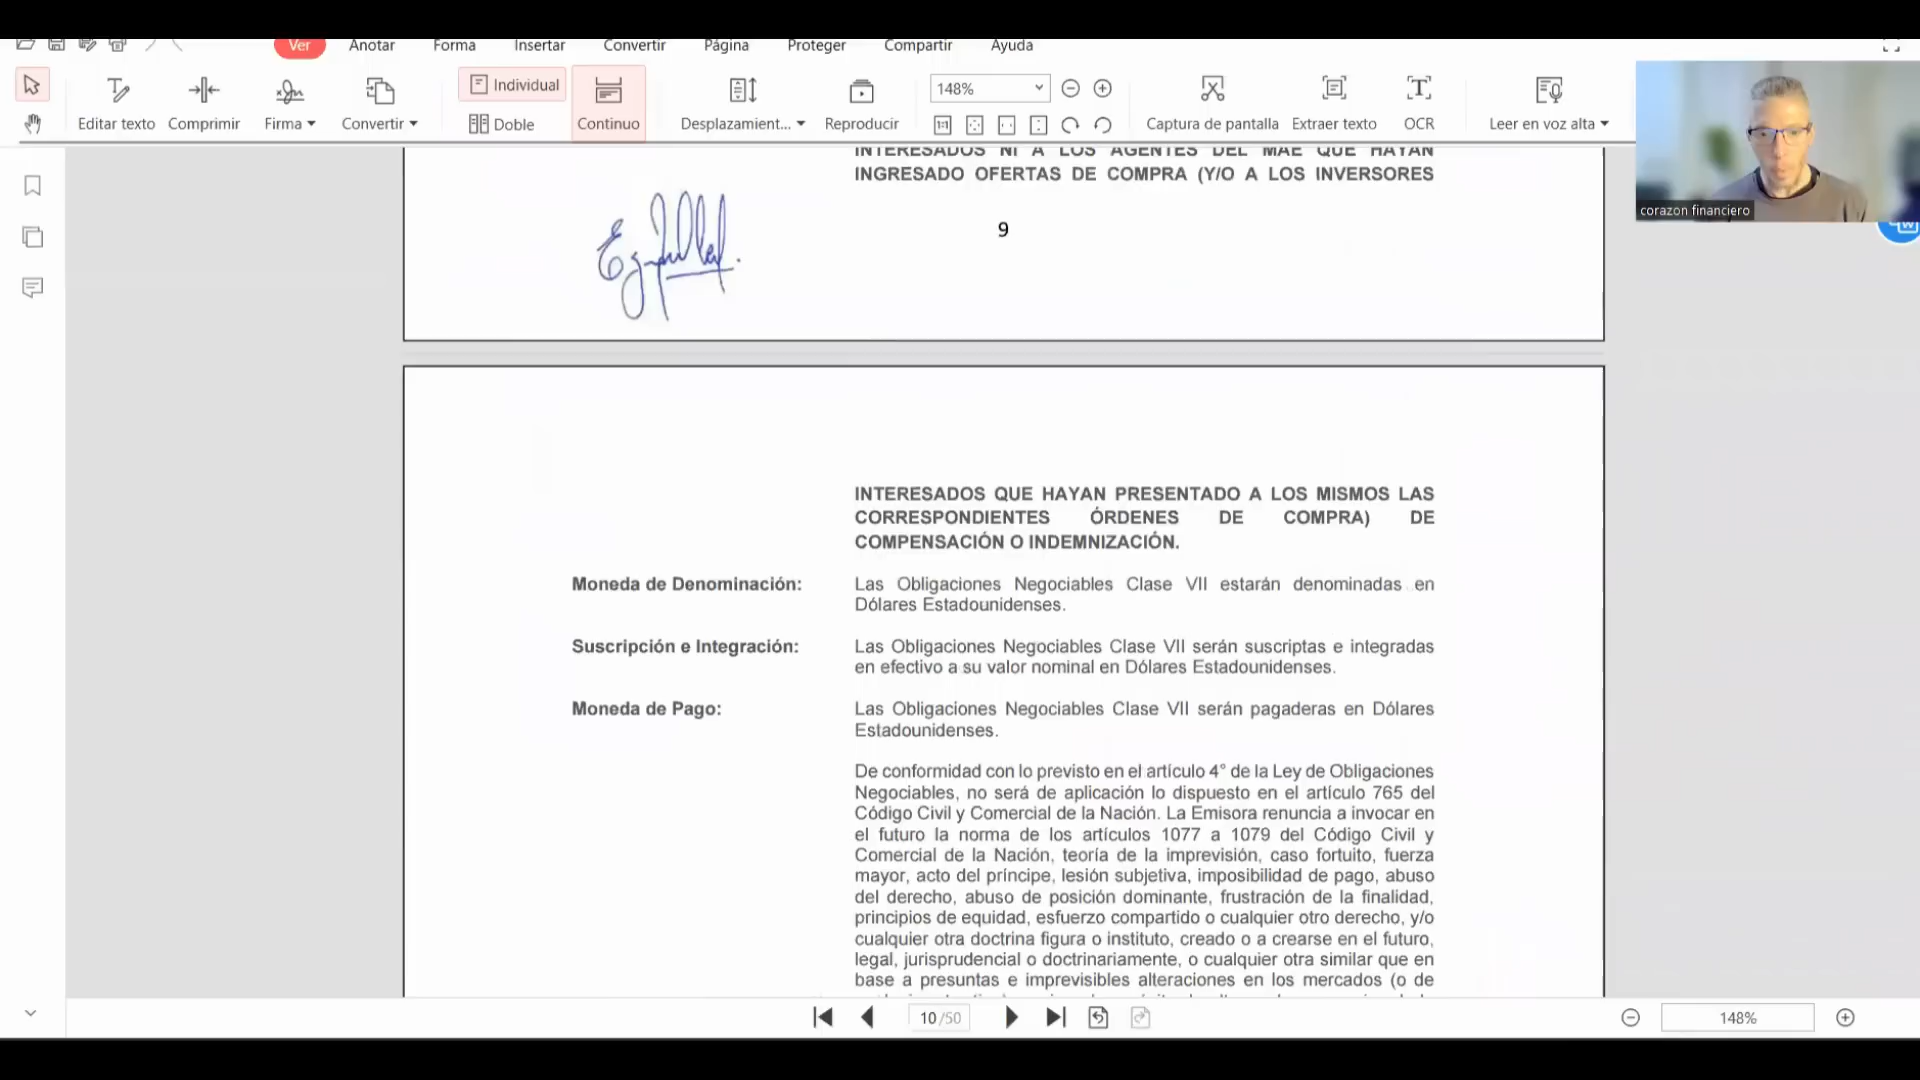 Ver Anotar Forma Insertar Convertir Página Proteger Compartir Ayuda
Individual 148%
Editar texto Comprimir Firma Convertir Doble Continuo Desplazamient... Reproducir Captura de pantalla Extraer texto OCR Leer en voz alta
corazon financiero
INTERESADOS NI A LOS AGENTES DEL MAE QUE HAYAN
INGRESADO OFERTAS DE COMPRA (Y/O A LOS INVERSORES
9
INTERESADOS QUE HAYAN PRESENTADO A LOS MISMOS LAS
CORRESPONDIENTES ÓRDENES DE COMPRA) DE
COMPENSACIÓN O INDEMNIZACIÓN.
Moneda de Denominación: Las Obligaciones Negociables Clase VII estarán denominadas en
Dólares Estadounidenses.
Suscripción e Integración: Las Obligaciones Negociables Clase VII serán suscriptas e integradas
en efectivo a su valor nominal en Dólares Estadounidenses.
Moneda de Pago: Las Obligaciones Negociables Clase VII serán pagaderas en Dólares
Estadounidenses.
De conformidad con lo previsto en el artículo 4° de la Ley de Obligaciones
Negociables, no será de aplicación lo dispuesto en el artículo 765 del
Código Civil y Comercial de la Nación. La Emisora renuncia a invocar en
el futuro la norma de los artículos 1077 a 1079 del Código Civil y
Comercial de la Nación, teoría de la imprevisión, caso fortuito, fuerza
mayor, acto del príncipe, lesión subjetiva, imposibilidad de pago, abuso
del derecho, abuso de posición dominante, frustración de la finalidad,
principios de equidad, esfuerzo compartido o cualquier otro derecho, y/o
cualquier otra doctrina figura o instituto, creado o a crearse en el futuro,
legal, jurisprudencial o doctrinariamente, o cualquier otra similar que en
base a presuntas e imprevisibles alteraciones en los mercados (o de
10 /50 148%